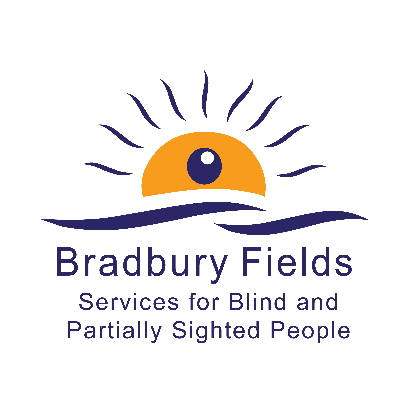 Bradbury Fields
Services for Blind and
Partially Sighted People